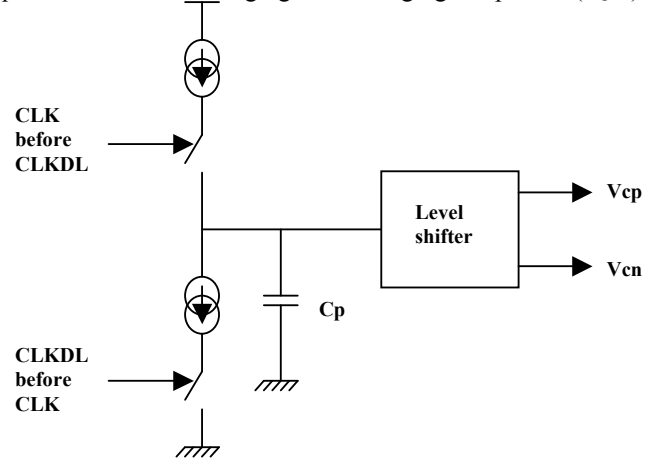 CLK
before
CLKDL
Level
shifter
Vcp
Vcn
Cp
CLKDL
before
CLK